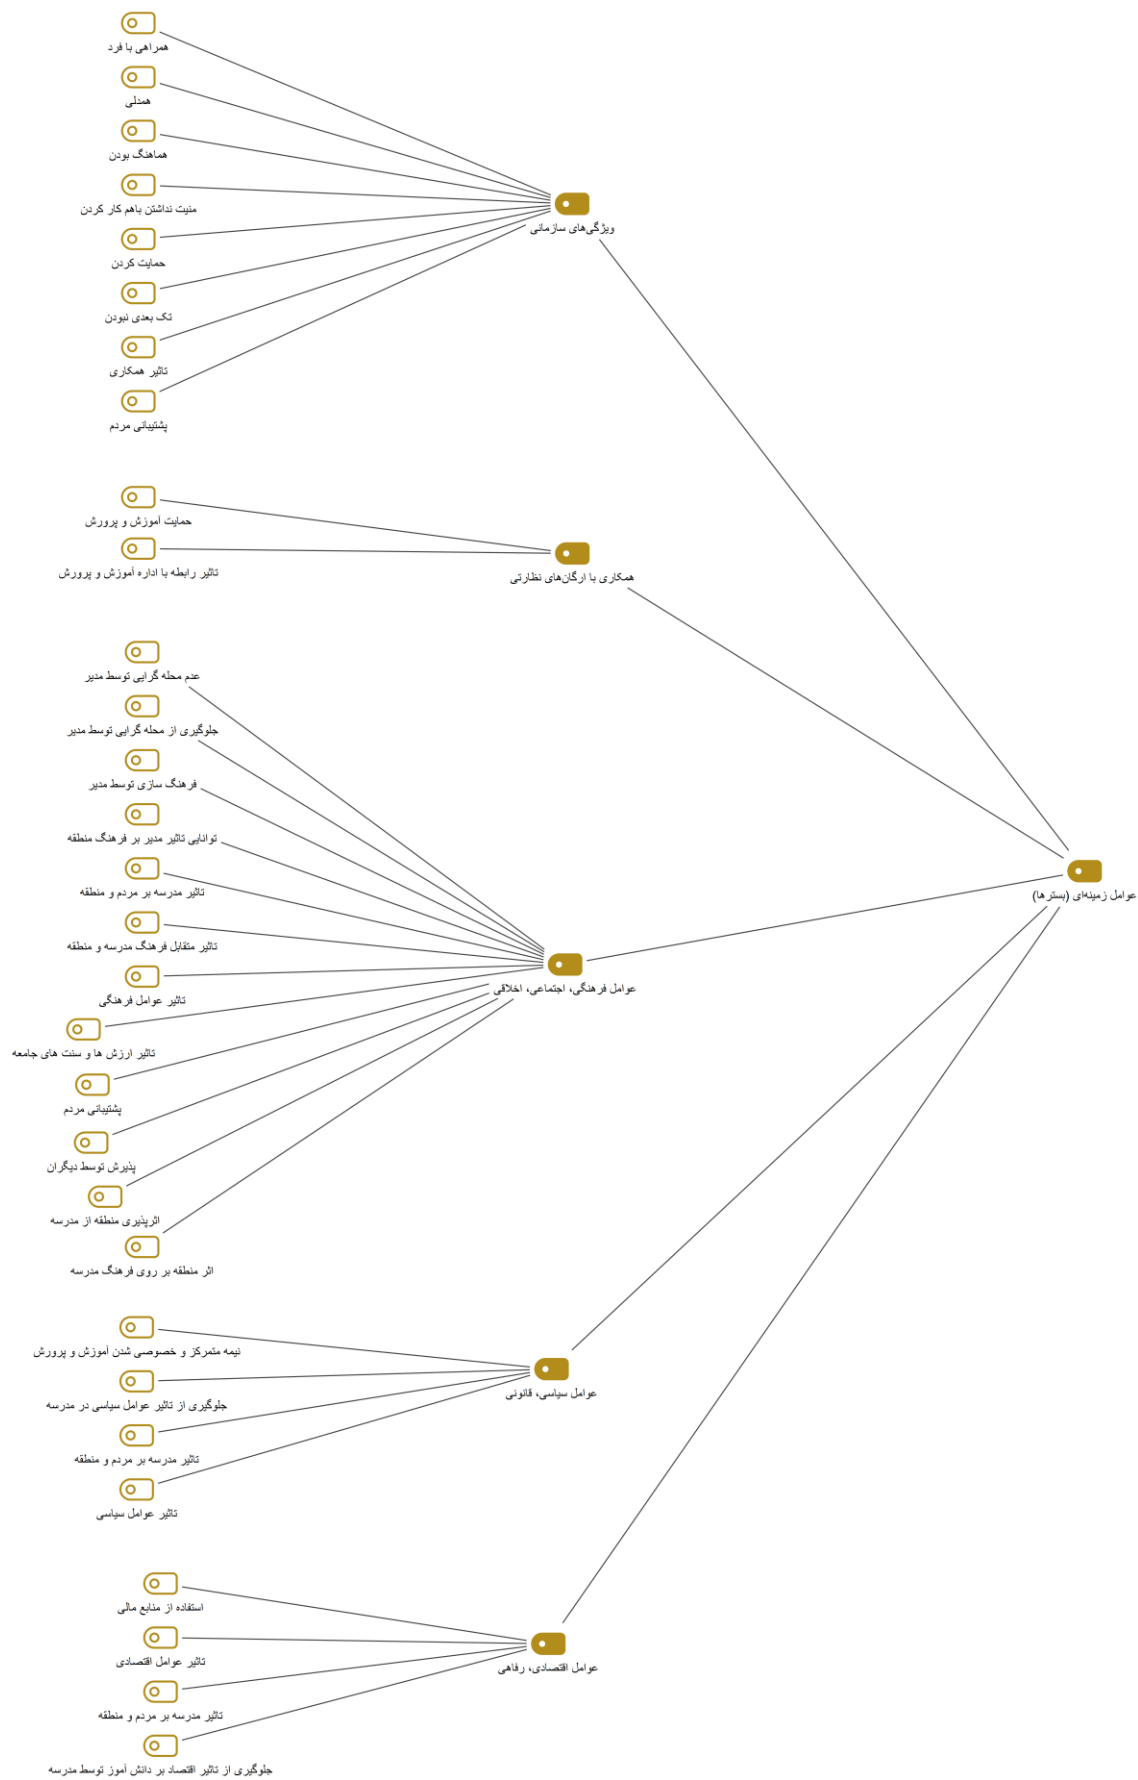 همراهی با فرد
همدلی
هماهنگ بودن
منیت نداشتن باهم کار کردن
حمایت کردن
تک بعدی نبودن
تاثیر همکاری
پشتیبانی مردم
ویژگی‌های سازمانی
حمایت آموزش و پرورش
تاثیر رابطه با اداره آموزش و پرورش
همکاری با ارگان‌های نظارتی
عدم محله گرایی توسط مدیر
جلوگیری از محله گرایی توسط مدیر
فرهنگ سازی توسط مدیر
توانایی تاثیر مدیر بر فرهنگ منطقه
تاثیر مدرسه بر مردم و منطقه
تاثیر متقابل فرهنگ مدرسه و منطقه
تاثیر عوامل فرهنگی
تاثیر ارزش ها و سنت های جامعه
پشتیبانی مردم
پذیرش توسط دیگران
اثرپذیری منطقه از مدرسه
اثر منطقه بر روی فرهنگ مدرسه
عوامل فرهنگی، اجتماعی، اخلاقی
عوامل زمینه‌ای (بسترها)
نیمه متمرکز و خصوصی شدن آموزش و پرورش
جلوگیری از تاثیر عوامل سیاسی در مدرسه
تاثیر مدرسه بر مردم و منطقه
تاثیر عوامل سیاسی
عوامل سیاسی، قانونی
استفاده از منابع مالی
تاثیر عوامل اقتصادی
تاثیر مدرسه بر مردم و منطقه
جلوگیری از تاثیر اقتصاد بر دانش آموز توسط مدرسه
عوامل اقتصادی، رفاهی